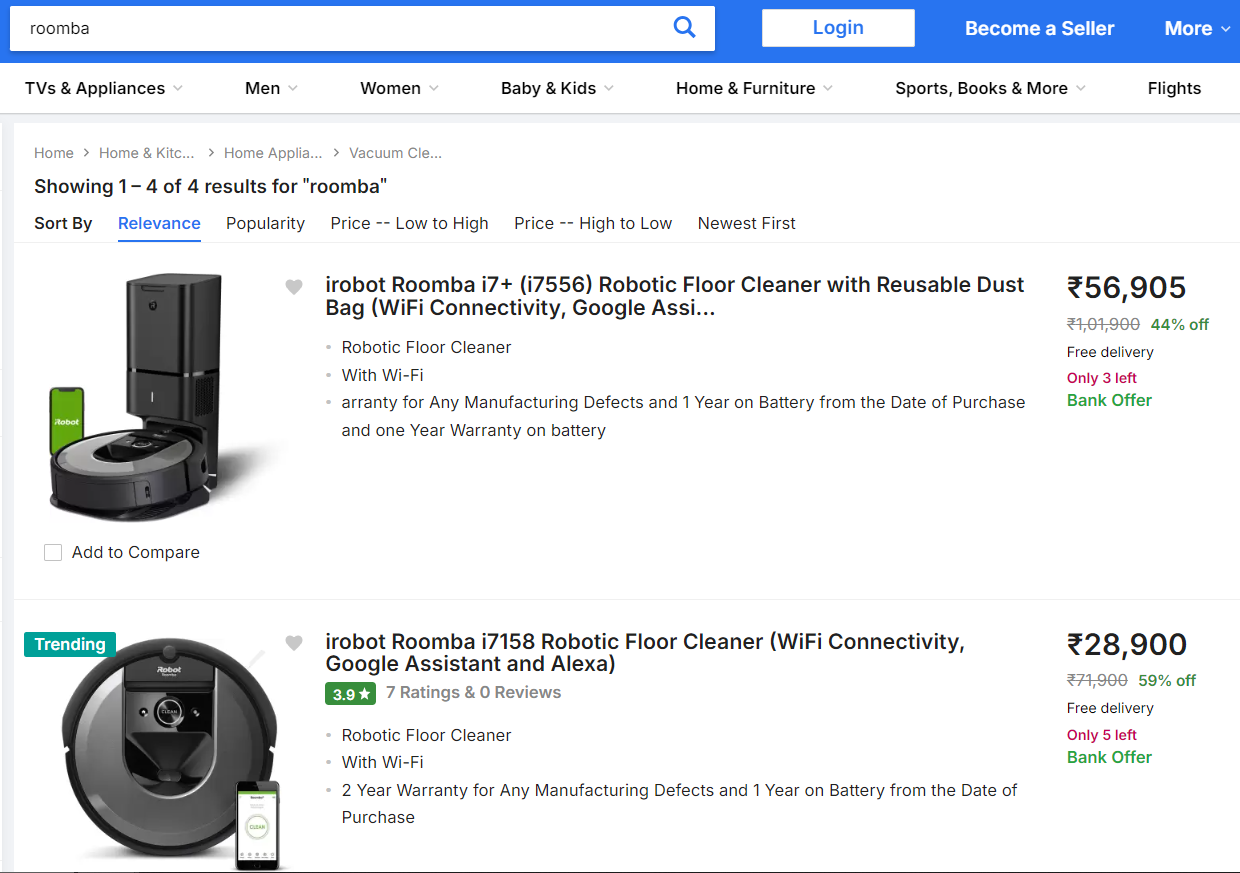 roomba
Login
Become a Seller
More
TVs & Appliances
Men
Women
Baby & Kids
Home & Furniture
Sports, Books & More
Flights
Home
Home & Kitc...
Home Applia...
Vacuum Cle...
Showing 1 – 4 of 4 results for "roomba"
Sort By
Relevance
Popularity
Price -- Low to High
Price -- High to Low
Newest First
iRobot
irobot Roomba i7+ (i7556) Robotic Floor Cleaner with Reusable Dust
Bag (WiFi Connectivity, Google Assi...
Robotic Floor Cleaner
With Wi-Fi
arranty for Any Manufacturing Defects and 1 Year on Battery from the Date of Purchase
and one Year Warranty on battery
₹56,905
₹1,01,900 44% off
Free delivery
Only 3 left
Bank Offer
Add to Compare
Trending
iRobot
CLEAN
CLEAN
irobot Roomba i7158 Robotic Floor Cleaner (WiFi Connectivity,
Google Assistant and Alexa)
3.9★ 7 Ratings & 0 Reviews
Robotic Floor Cleaner
With Wi-Fi
2 Year Warranty for Any Manufacturing Defects and 1 Year on Battery from the Date of
Purchase
₹28,900
₹71,900 59% off
Free delivery
Only 5 left
Bank Offer